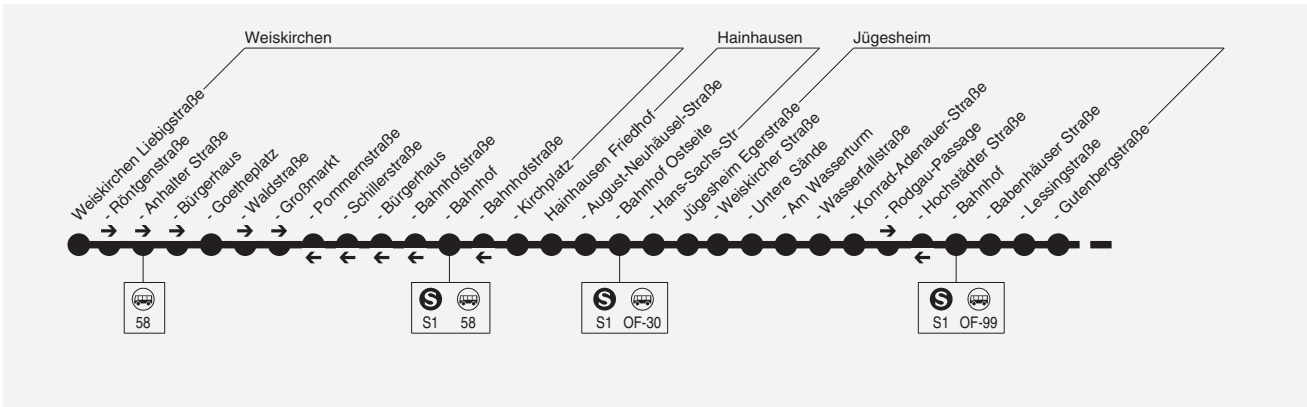 Weiskirchen
Hainhausen
Jügesheim
Weiskirchen Liebigstraße
- Röntgenstraße
- Anhalter Straße
- Bürgerhaus
- Goetheplatz
- Waldstraße
- Großmarkt
- Pommernstraße
- Schillerstraße
- Bürgerhaus
- Bahnhofstraße
- Bahnhof
- Bahnhofstraße
- Kirchplatz
Hainhausen Friedhof
- August-Neuhäusel-Straße
- Bahnhof Ostseite
- Hans-Sachs-Str
Jügesheim Egerstraße
- Weiskircher Straße
- Untere Sände
- Am Wasserturm
- Wasserfallstraße
- Konrad-Adenauer-Straße
- Rodgau-Passage
- Hochstädter Straße
- Bahnhof
- Babenhäuser Straße
- Lessingstraße
- Gutenbergstraße
58
S
S1 58
S
S1 OF-30
S
S1 OF-99